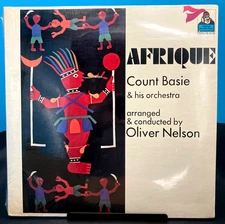 AFRIQUE
Count Basie
& his orchestra
arranged
& conducted by
Oliver Nelson